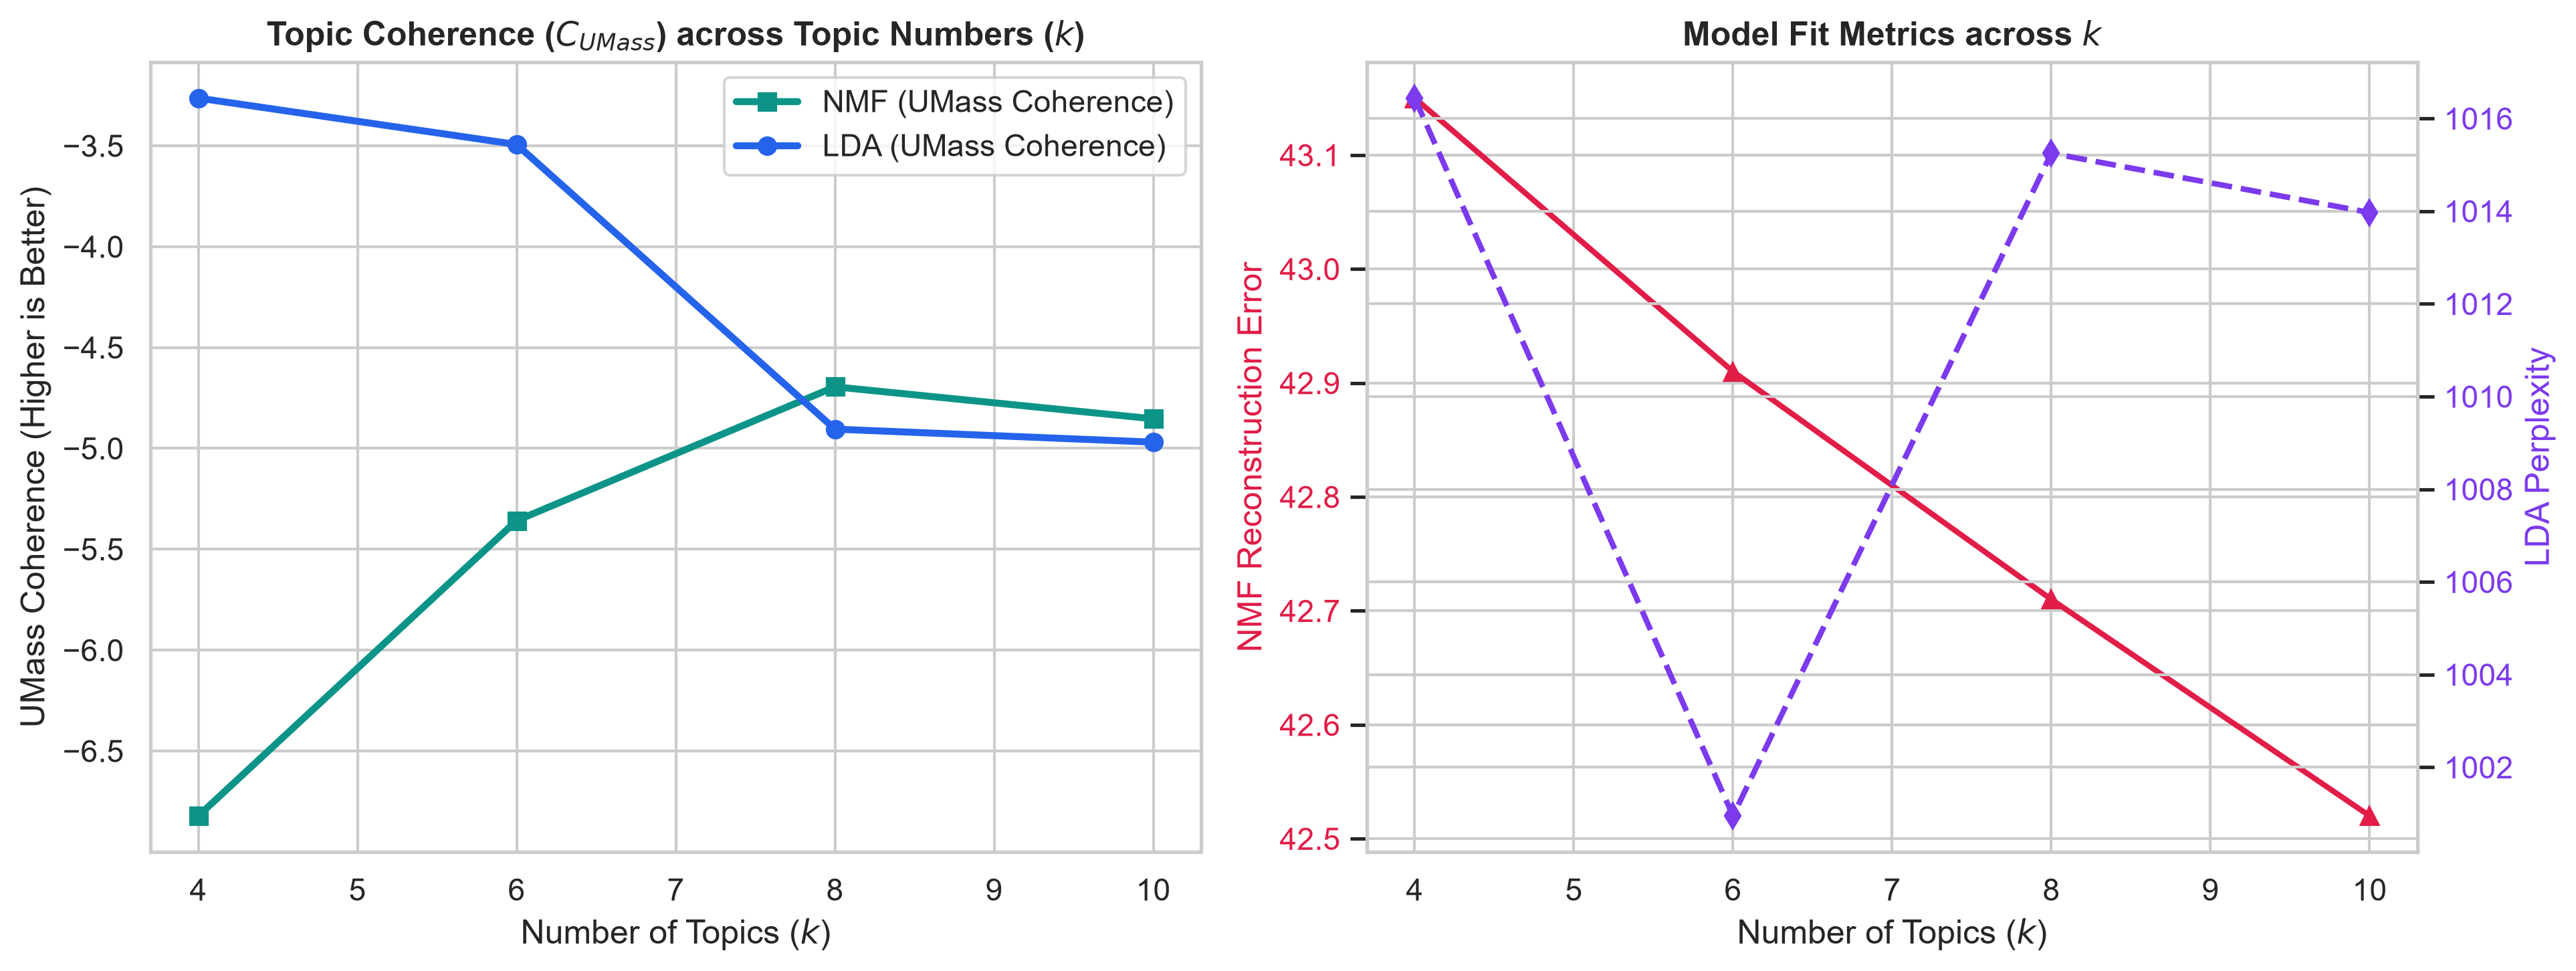 Topic Coherence (C_UMass) across Topic Numbers (k)
NMF (UMass Coherence)
LDA (UMass Coherence)
UMass Coherence (Higher is Better)
−3.5
−4.0
−4.5
−5.0
−5.5
−6.0
−6.5
4 5 6 7 8 9 10
Number of Topics (k)
Model Fit Metrics across k
NMF Reconstruction Error
43.1
43.0
42.9
42.8
42.7
42.6
42.5
1016
1014
1012
1010
1008
1006
1004
1002
LDA Perplexity
4 5 6 7 8 9 10
Number of Topics (k)